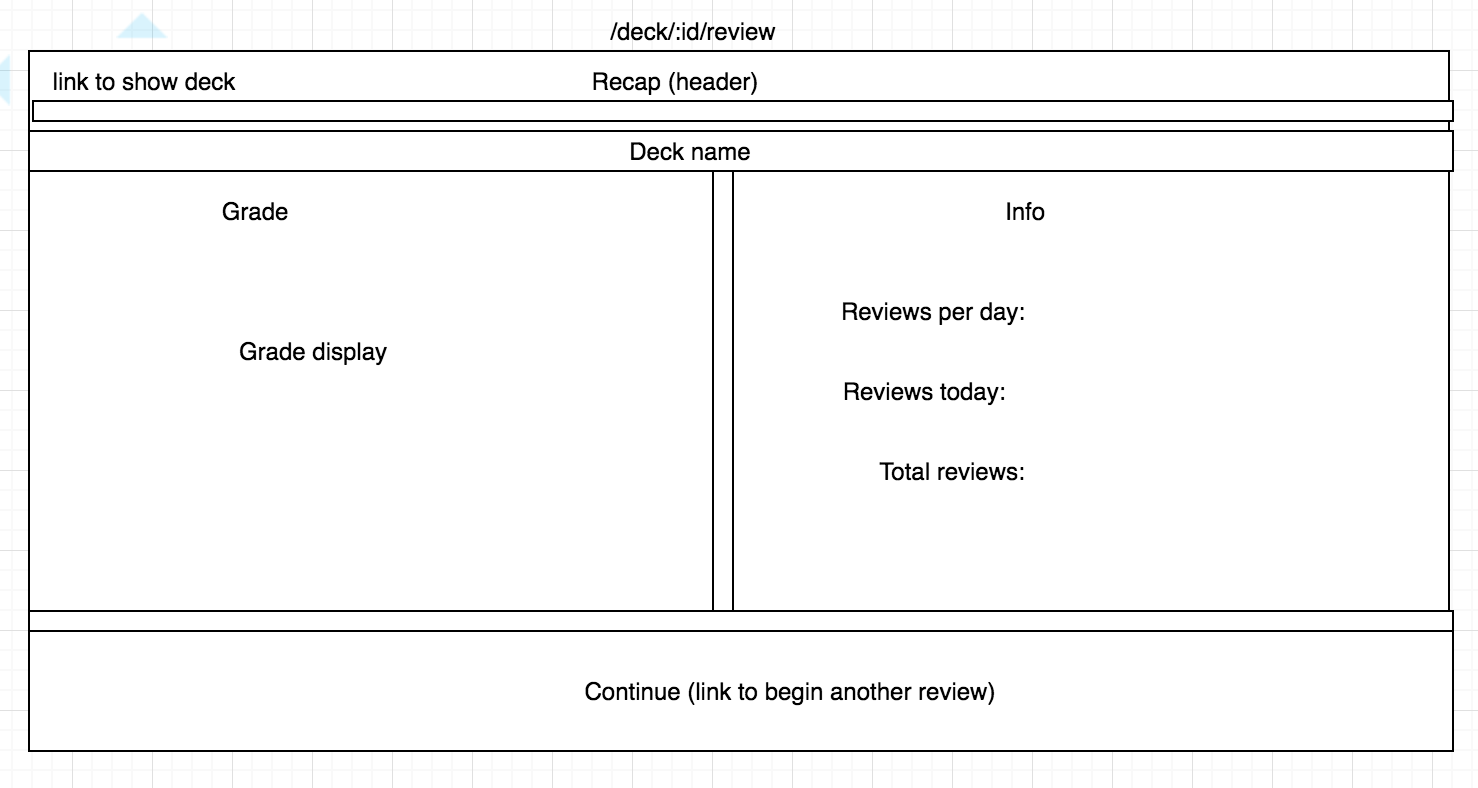 /deck/:id/review
link to show deck
Recap (header)
Deck name
Grade
Grade display
Info
Reviews per day:
Reviews today:
Total reviews:
Continue (link to begin another review)